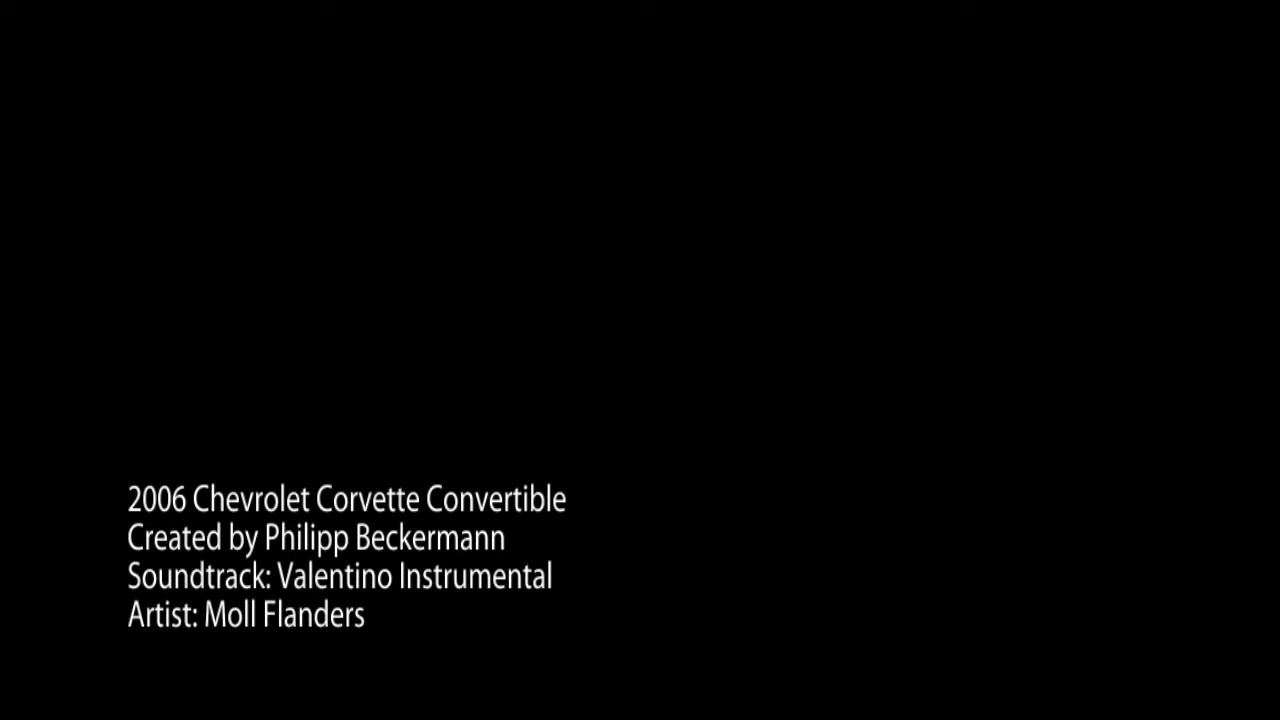 2006 Chevrolet Corvette Convertible
Created by Philipp Beckermann
Soundtrack: Valentino Instrumental
Artist: Moll Flanders